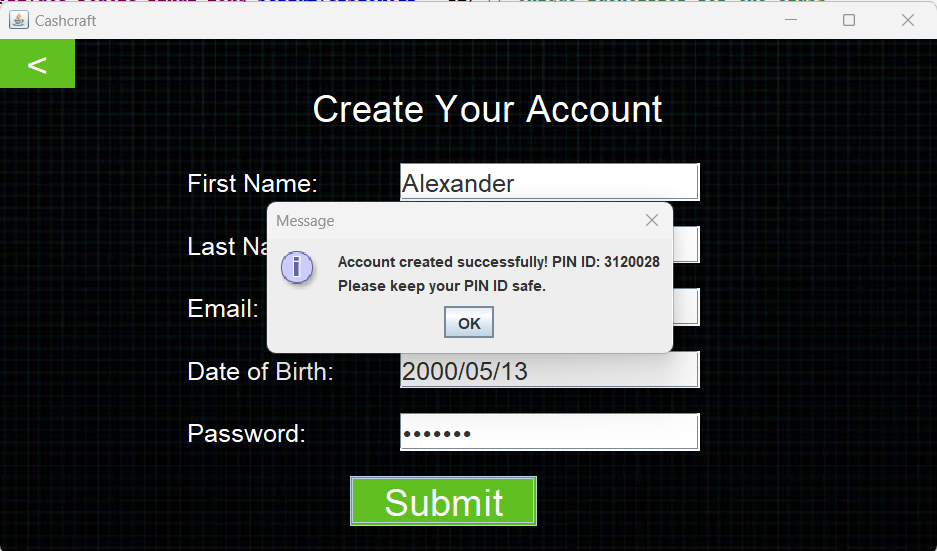 Cashcraft
<
Create Your Account
First Name:
Alexander
Message
Last Na
Account created successfully! PIN ID: 3120028
Please keep your PIN ID safe.
Email:
OK
Date of Birth:
2000/05/13
Password:
•••••••
Submit